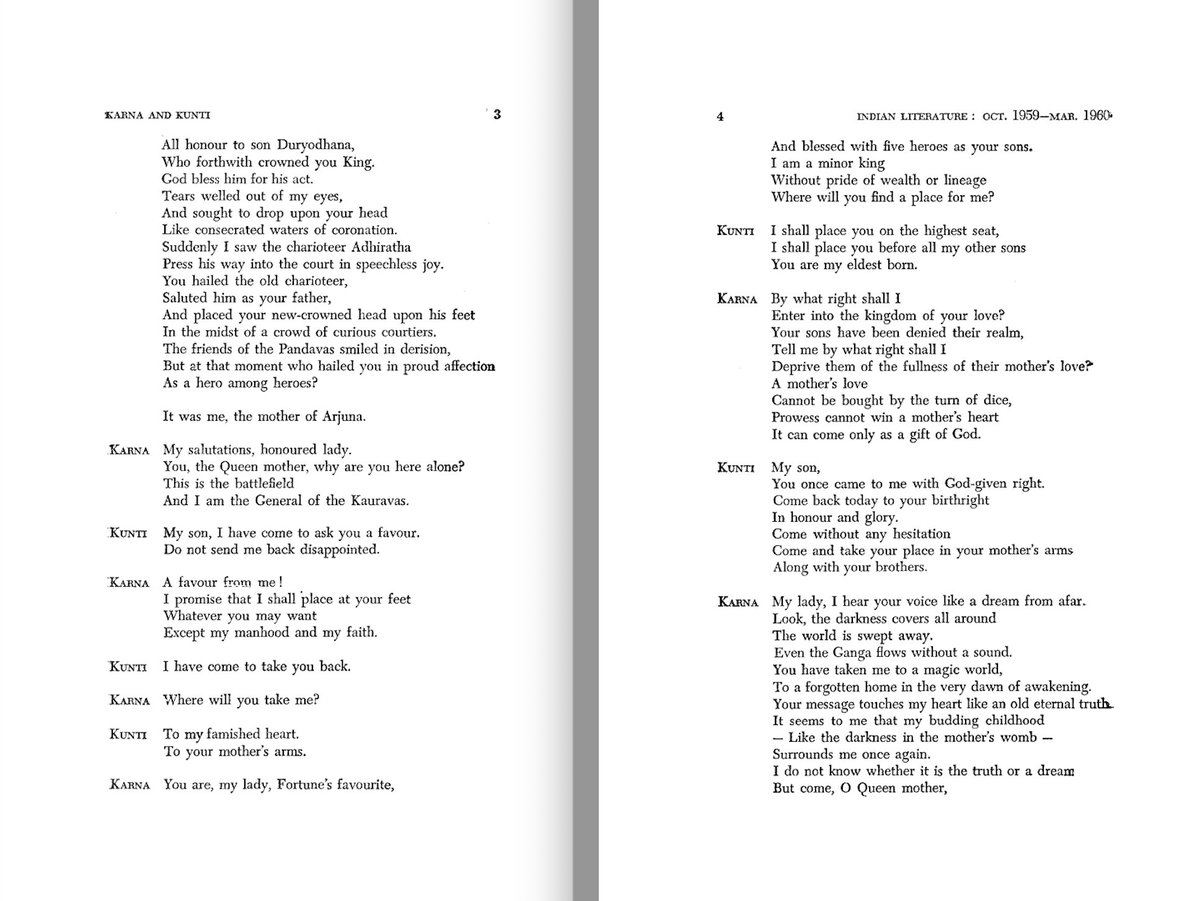 KARNA AND KUNTI 3
All honour to son Duryodhana,
Who forthwith crowned you King.
God bless him for his act.
Tears welled out of my eyes,
And sought to drop upon your head
Like consecrated waters of coronation.
Suddenly I saw the charioteer Adhiratha
Press his way into the court in speechless joy.
You hailed the old charioteer,
Saluted him as your father,
And placed your new-crowned head upon his feet
In the midst of a crowd of curious courtiers.
The friends of the Pandavas smiled in derision,
But at that moment who hailed you in proud affection
As a hero among heroes?
It was me, the mother of Arjuna.
KARNA My salutations, honoured lady.
You, the Queen mother, why are you here alone?
This is the battlefield
And I am the General of the Kauravas.
KUNTI My son, I have come to ask you a favour.
Do not send me back disappointed.
KARNA A favour from me !
I promise that I shall place at your feet
Whatever you may want
Except my manhood and my faith.
KUNTI I have come to take you back.
KARNA Where will you take me?
KUNTI To my famished heart.
To your mother's arms.
KARNA You are, my lady, Fortune's favourite,
4 INDIAN LITERATURE : OCT. 1959—MAR. 1960
And blessed with five heroes as your sons.
I am a minor king
Without pride of wealth or lineage
Where will you find a place for me?
KUNTI I shall place you on the highest seat,
I shall place you before all my other sons
You are my eldest born.
KARNA By what right shall I
Enter into the kingdom of your love?
Your sons have been denied their realm,
Tell me by what right shall I
Deprive them of the fullness of their mother's love?
A mother's love
Cannot be bought by the turn of dice,
Prowess cannot win a mother's heart
It can come only as a gift of God.
KUNTI My son,
You once came to me with God-given right.
Come back today to your birthright
In honour and glory.
Come without any hesitation
Come and take your place in your mother's arms
Along with your brothers.
KARNA My lady, I hear your voice like a dream from afar.
Look, the darkness covers all around
The world is swept away.
Even the Ganga flows without a sound.
You have taken me to a magic world,
To a forgotten home in the very dawn of awakening.
Your message touches my heart like an old eternal truth.
It seems to me that my budding childhood
— Like the darkness in the mother's womb —
Surrounds me once again.
I do not know whether it is the truth or a dream
But come, O Queen mother,